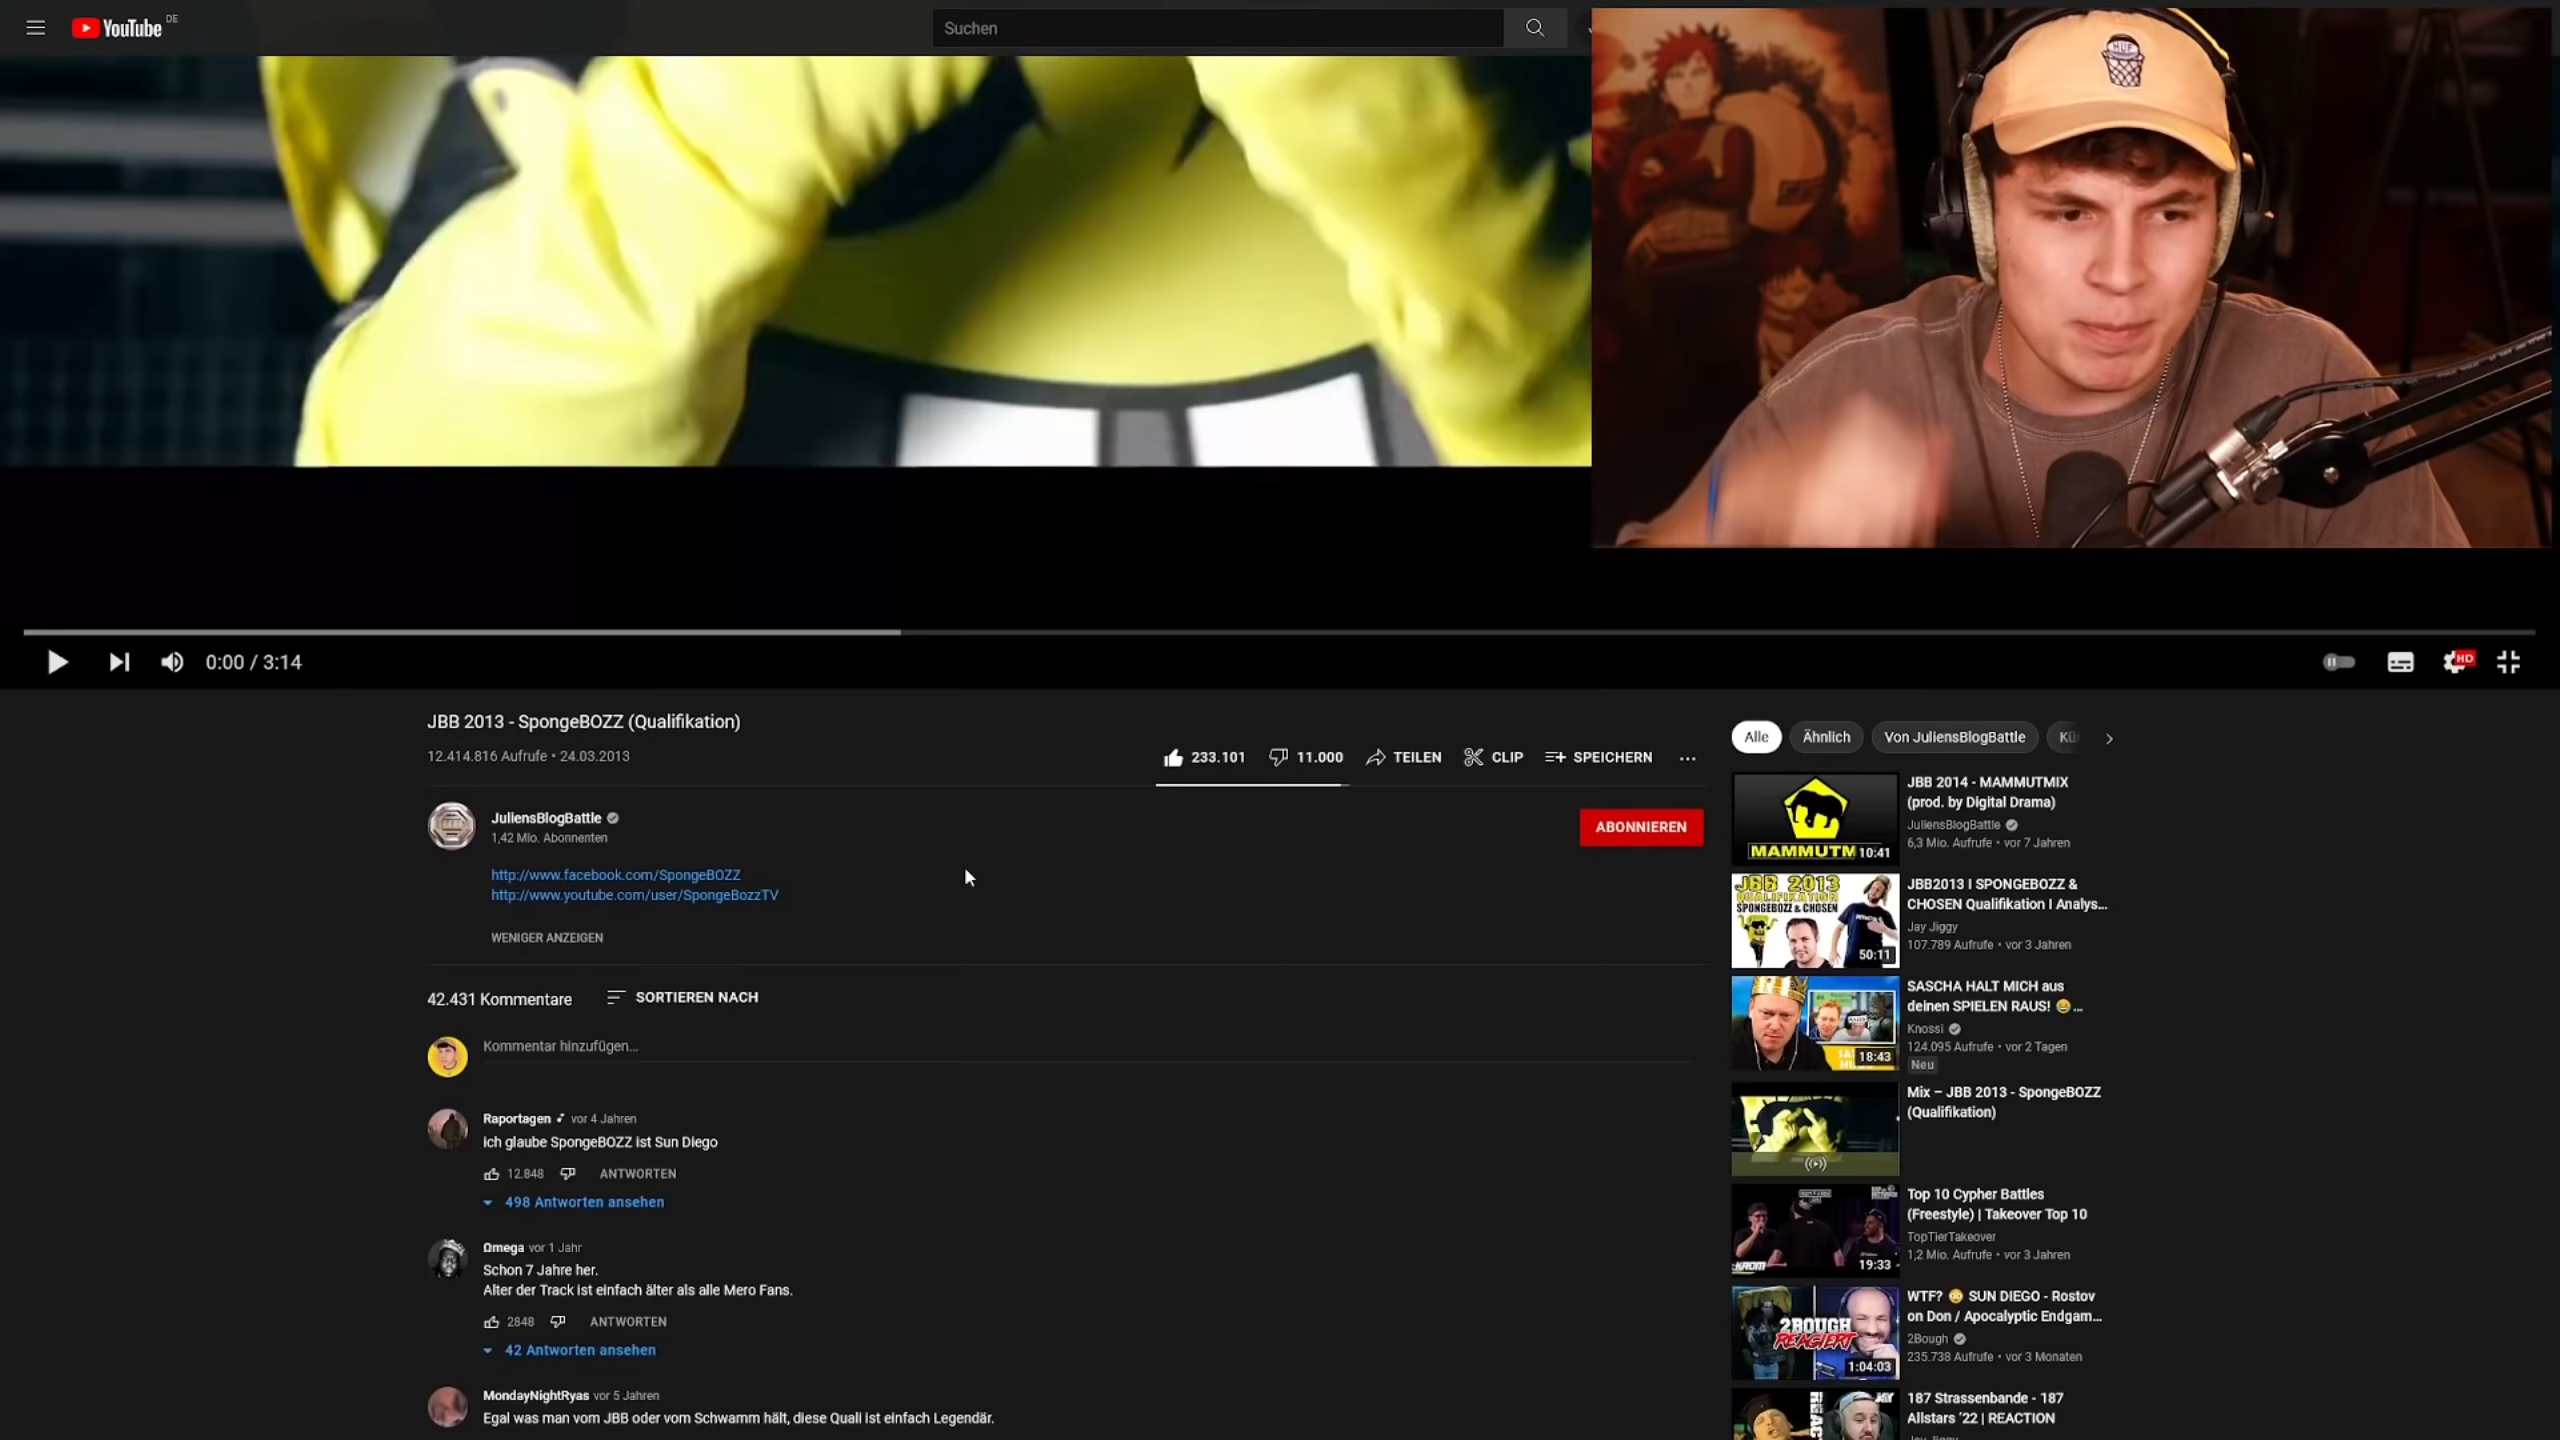 YouTube DE
Suchen
HUF
0:00 / 3:14
HD
JBB 2013 - SpongeBOZZ (Qualifikation)
12.414.816 Aufrufe • 24.03.2013
233.101
11.000
TEILEN
CLIP
SPEICHERN
JuliensBlogBattle
1,42 Mio. Abonnenten
ABONNIEREN
http://www.facebook.com/SpongeBOZZ
http://www.youtube.com/user/SpongeBozzTV
WENIGER ANZEIGEN
42.431 Kommentare
SORTIEREN NACH
Kommentar hinzufügen...
Raportagen vor 4 Jahren
ich glaube SpongeBOZZ ist Sun Diego
12.848
ANTWORTEN
498 Antworten ansehen
Ωmega vor 1 Jahr
Schon 7 Jahre her.
Alter der Track ist einfach älter als alle Mero Fans.
2848
ANTWORTEN
42 Antworten ansehen
MondayNightRyas vor 5 Jahren
Egal was man vom JBB oder vom Schwamm hält, diese Quali ist einfach Legendär.
Alle
Ähnlich
Von JuliensBlogBattle
MAMMUTM
10:41
JBB 2014 - MAMMUTMIX
(prod. by Digital Drama)
JuliensBlogBattle
6,3 Mio. Aufrufe • vor 7 Jahren
JBB 2013
QUALIFIKATION
SPONGEBOZZ & CHOSEN
50:11
JBB2013 I SPONGEBOZZ &
CHOSEN Qualifikation I Analys...
Jay Jiggy
107.789 Aufrufe • vor 3 Jahren
18:43
SASCHA HALT MICH aus
deinen SPIELEN RAUS! 😂...
Knossi
124.095 Aufrufe • vor 2 Tagen
Neu
Mix – JBB 2013 - SpongeBOZZ
(Qualifikation)
KROM
19:33
Top 10 Cypher Battles
(Freestyle) | Takeover Top 10
TopTierTakeover
1,2 Mio. Aufrufe • vor 3 Jahren
2BOUGH
REAGIERT
1:04:03
WTF? 😳 SUN DIEGO - Rostov
on Don / Apocalyptic Endgam...
2Bough
235.738 Aufrufe • vor 3 Monaten
187 Strassenbande - 187
Allstars '22 | REACTION